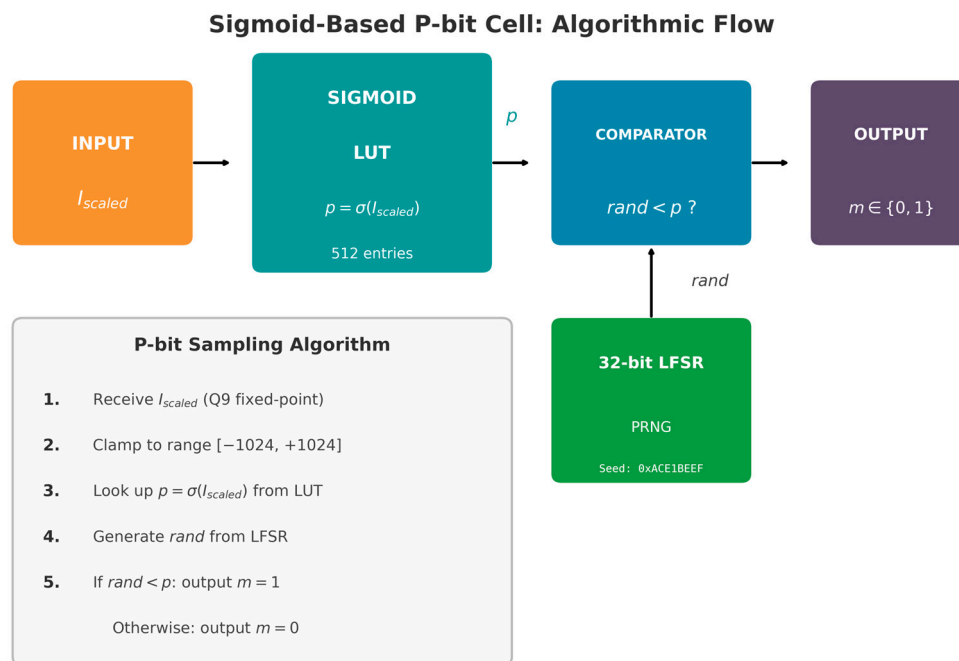 Sigmoid-Based P-bit Cell: Algorithmic Flow
INPUT
I_scaled
SIGMOID
LUT
p = σ(I_scaled)
512 entries
p
COMPARATOR
rand < p ?
OUTPUT
m ∈ {0, 1}
rand
32-bit LFSR
PRNG
Seed: 0xACE1BEEF
P-bit Sampling Algorithm
1. Receive I_scaled (Q9 fixed-point)
2. Clamp to range [−1024, +1024]
3. Look up p = σ(I_scaled) from LUT
4. Generate rand from LFSR
5. If rand < p: output m = 1
Otherwise: output m = 0